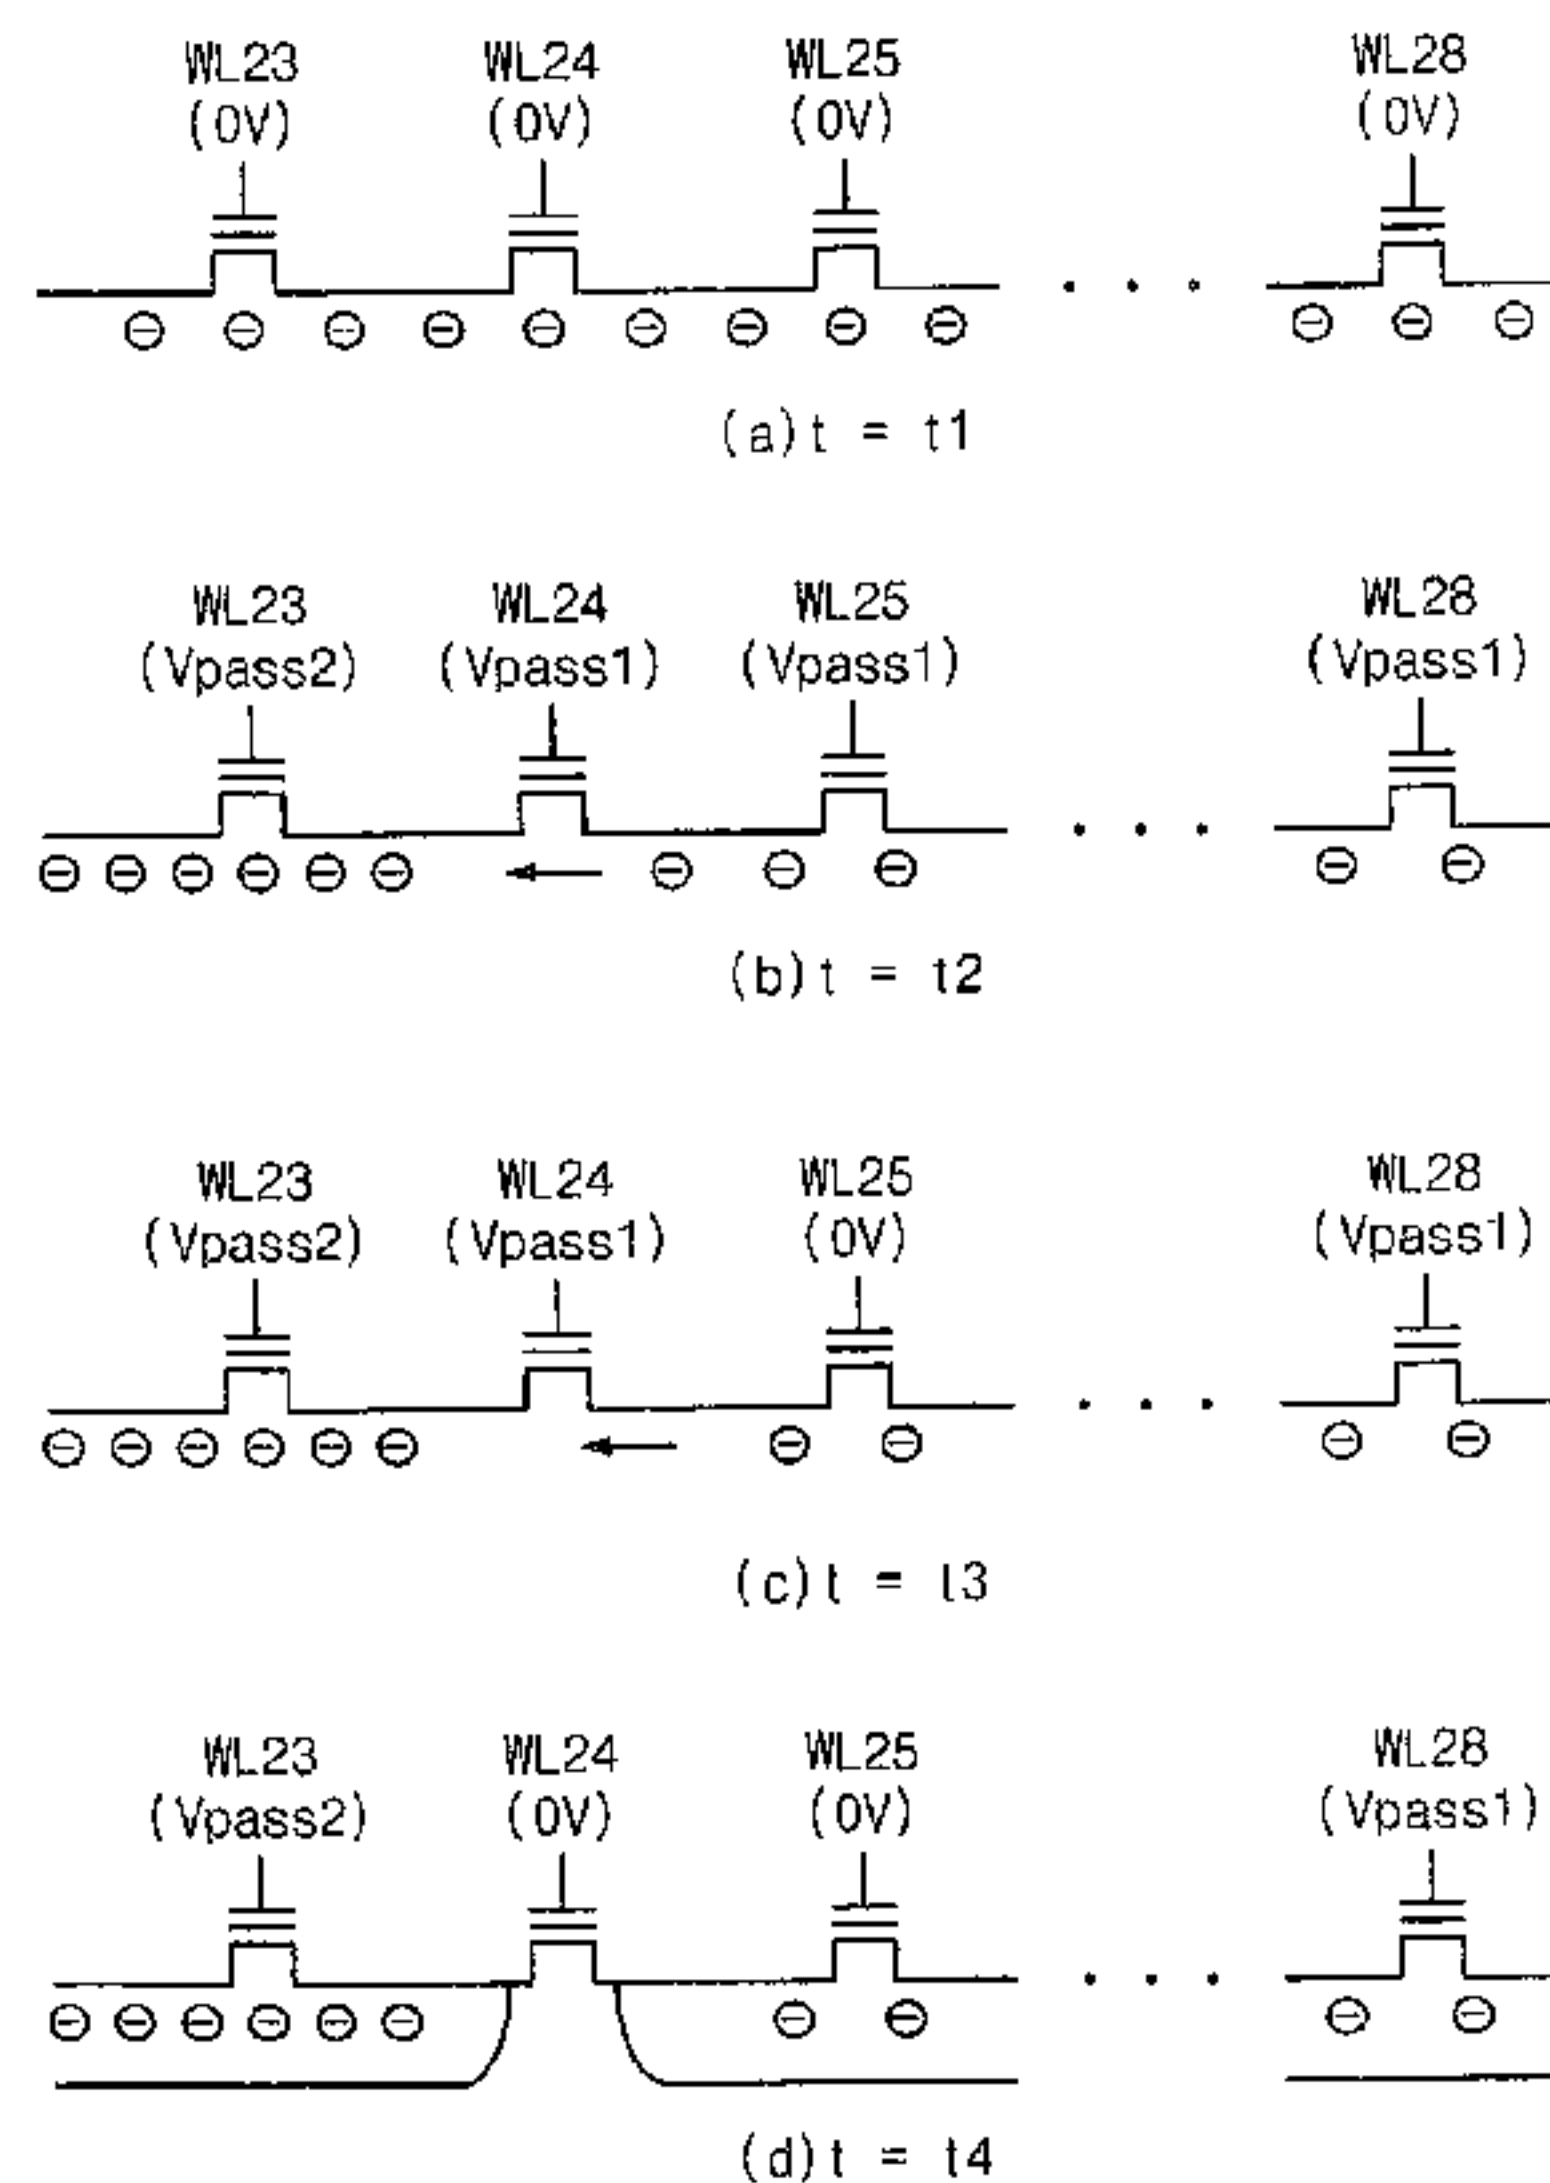 WL23 WL24 WL25 WL28
(0V) (0V) (0V) (0V)
(a)t = t1
WL23 WL24 WL25 WL28
(Vpass2) (Vpass1) (Vpass1) (Vpass1)
(b)t = t2
WL23 WL24 WL25 WL28
(Vpass2) (Vpass1) (0V) (Vpass1)
(c)t = t3
WL23 WL24 WL25 WL28
(Vpass2) (0V) (0V) (Vpass1)
(d)t = t4